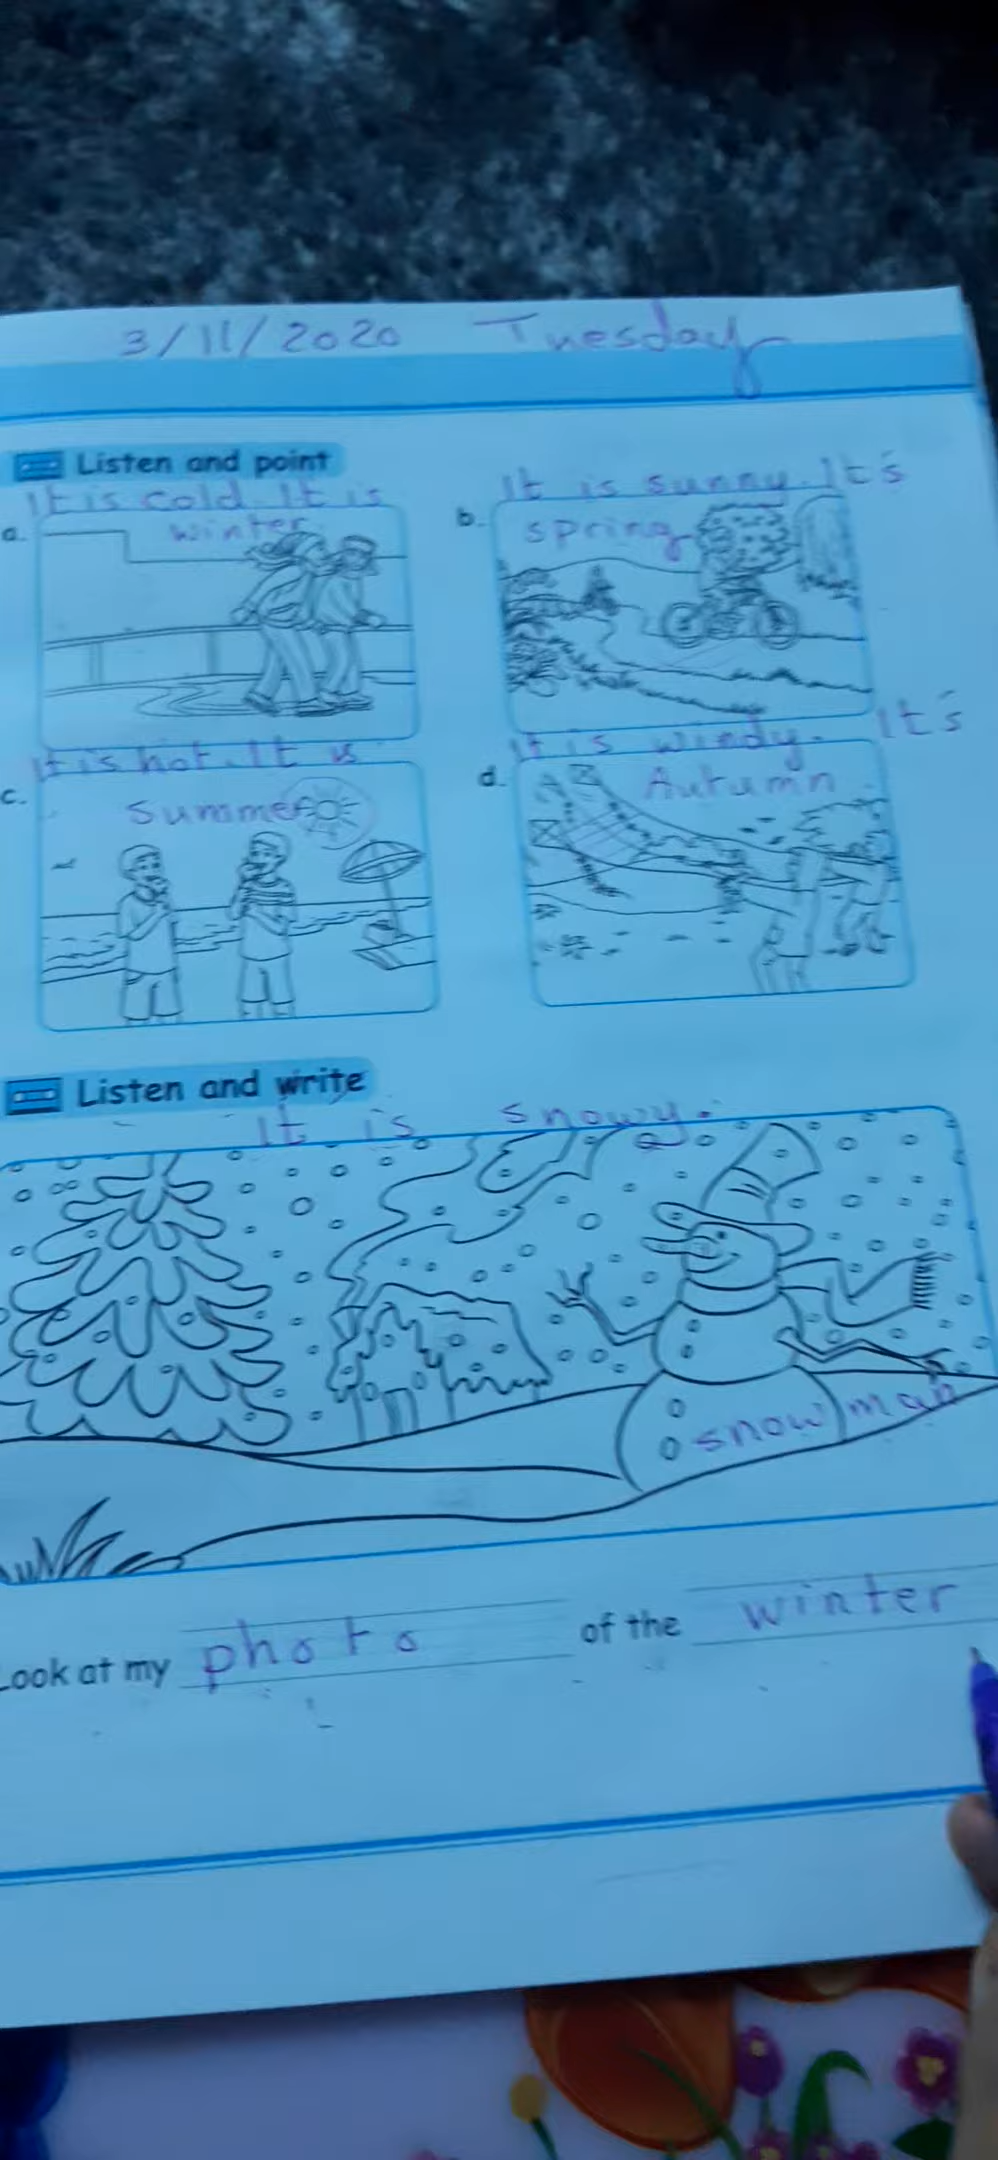 3/11/2020 Tuesday
Listen and point
It is cold. It is
a. winter
It is sunny. It's
b. spring
It is hot. It is
c. Summer
It is windy. It's
d. Autumn
Listen and write
It is snowy.
snow man
Look at my photo of the winter